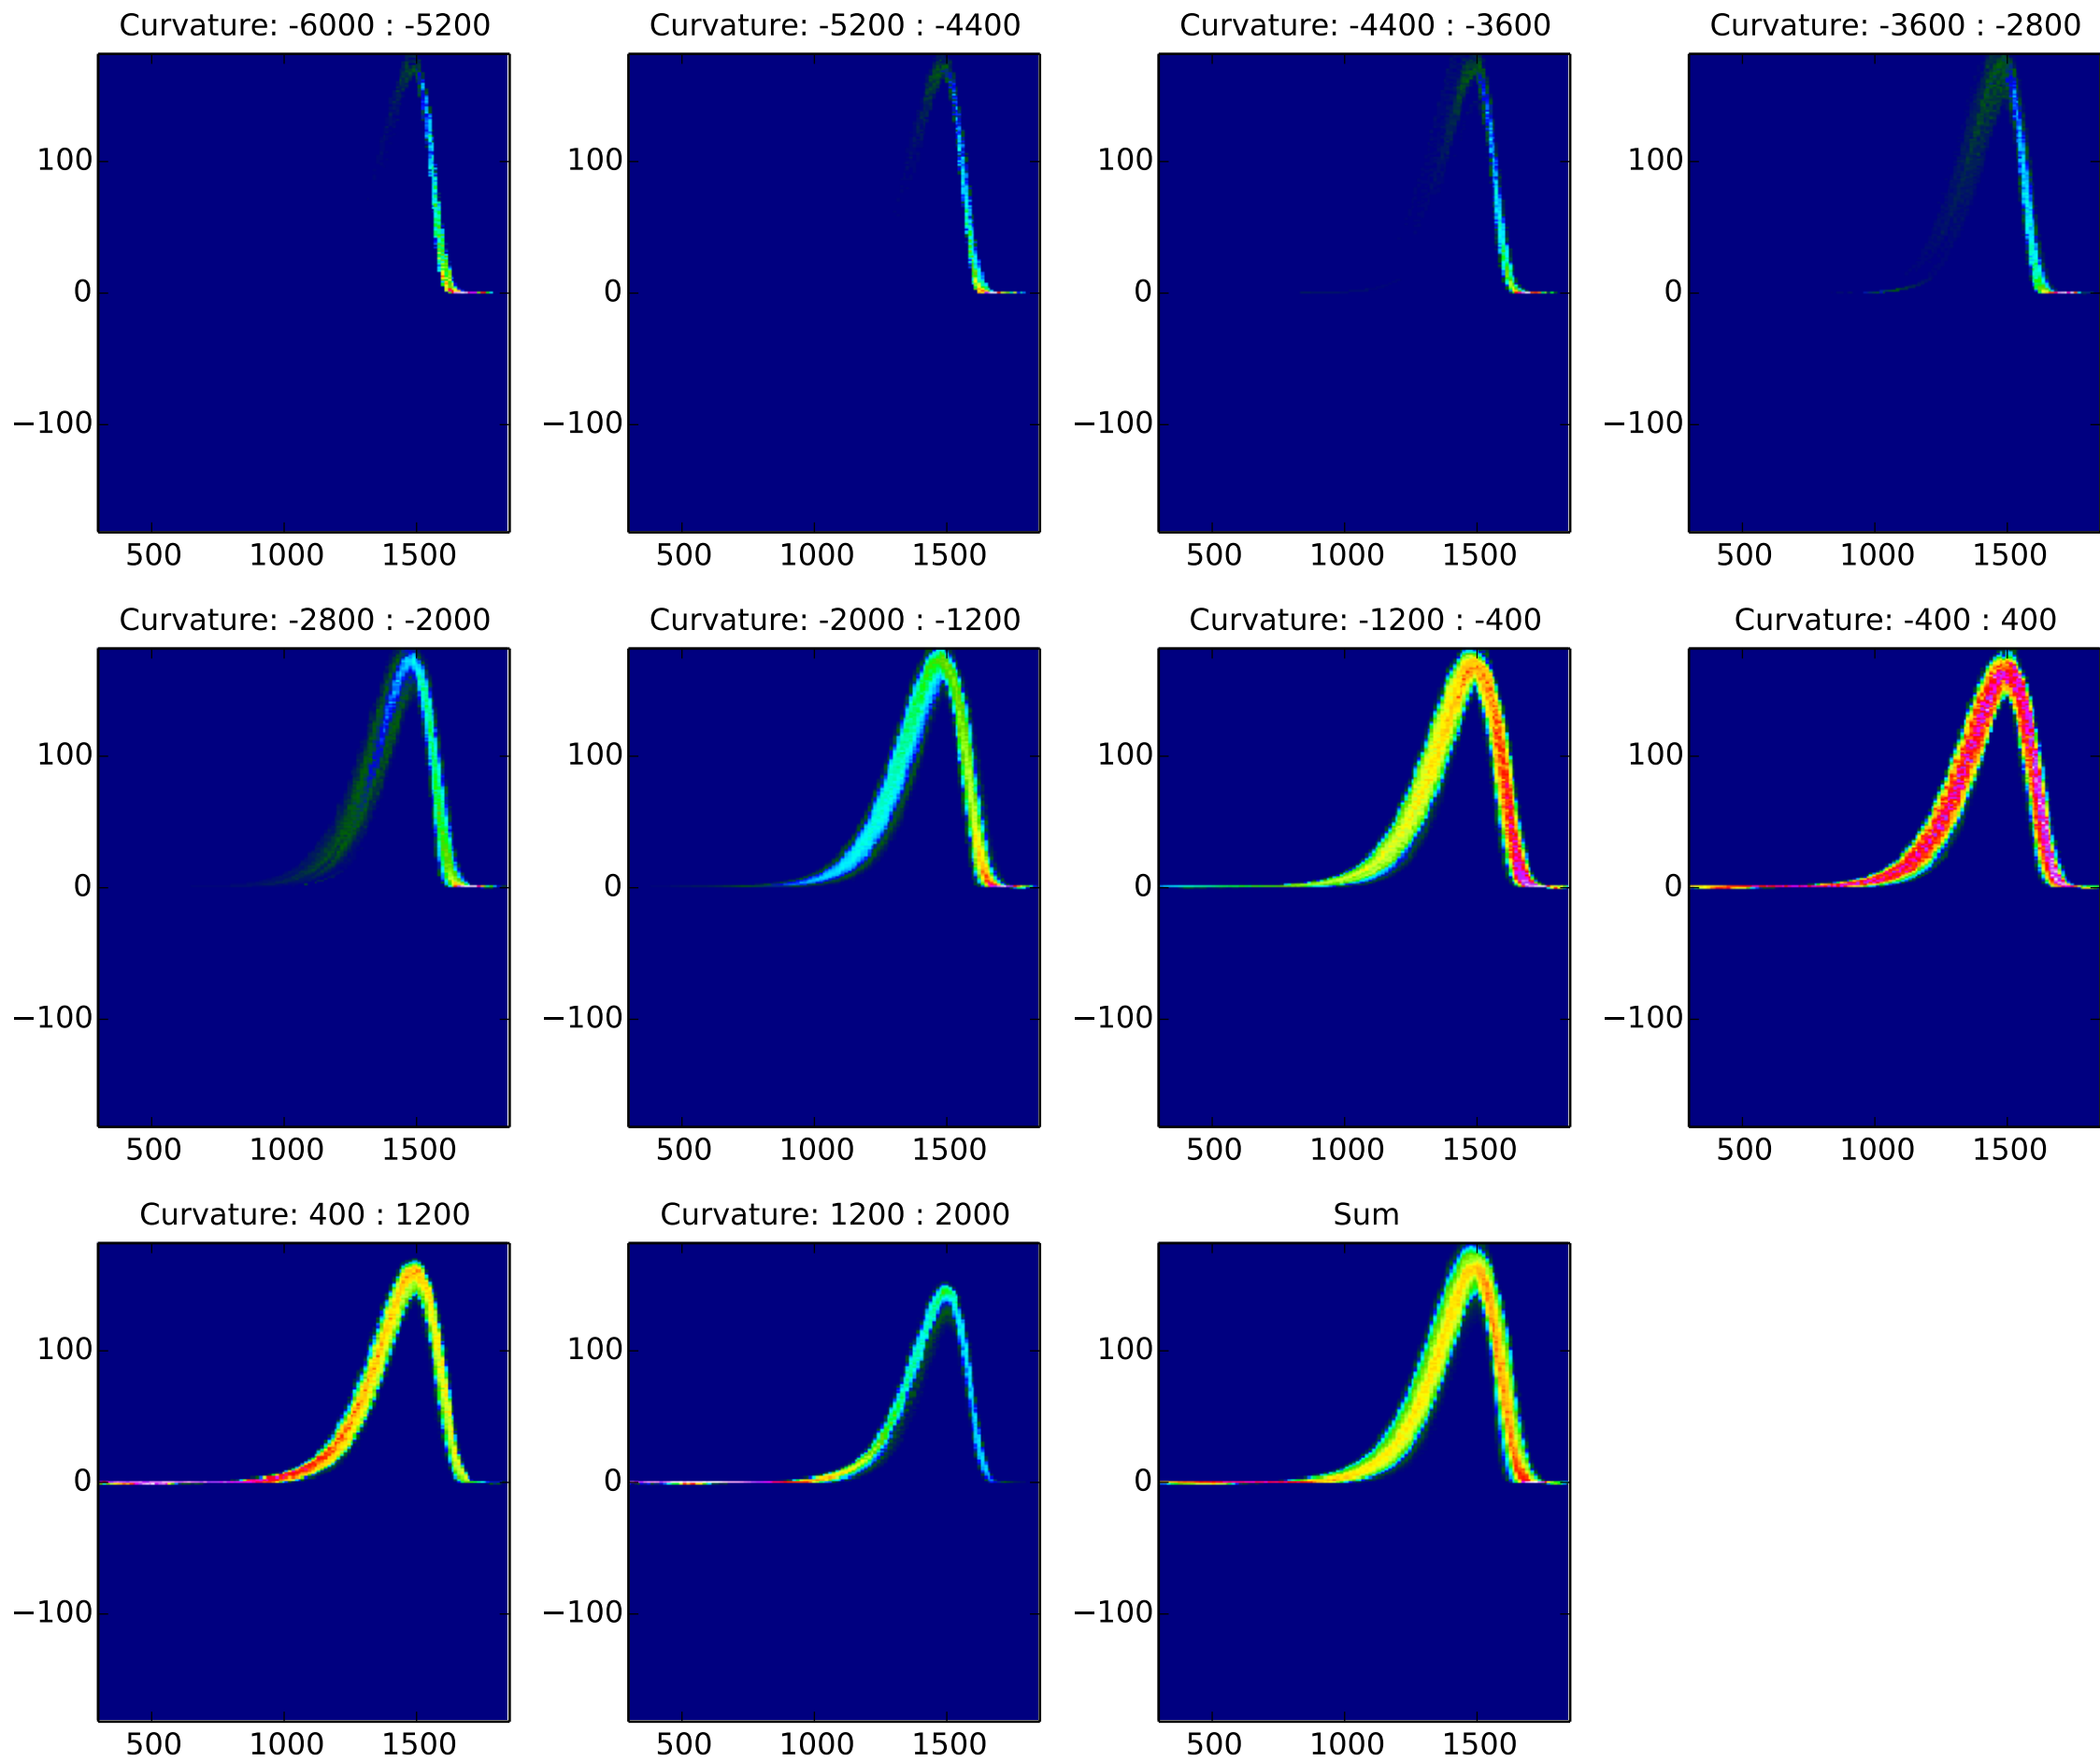 Curvature: -6000 : -5200
Curvature: -5200 : -4400
Curvature: -4400 : -3600
Curvature: -3600 : -2800
100 100 100 100
0 0 0 0
−100 −100 −100 −100
500 1000 1500 500 1000 1500 500 1000 1500 500 1000 1500
Curvature: -2800 : -2000
Curvature: -2000 : -1200
Curvature: -1200 : -400
Curvature: -400 : 400
100 100 100 100
0 0 0 0
−100 −100 −100 −100
500 1000 1500 500 1000 1500 500 1000 1500 500 1000 1500
Curvature: 400 : 1200
Curvature: 1200 : 2000
Sum
100 100 100
0 0 0
−100 −100 −100
500 1000 1500 500 1000 1500 500 1000 1500